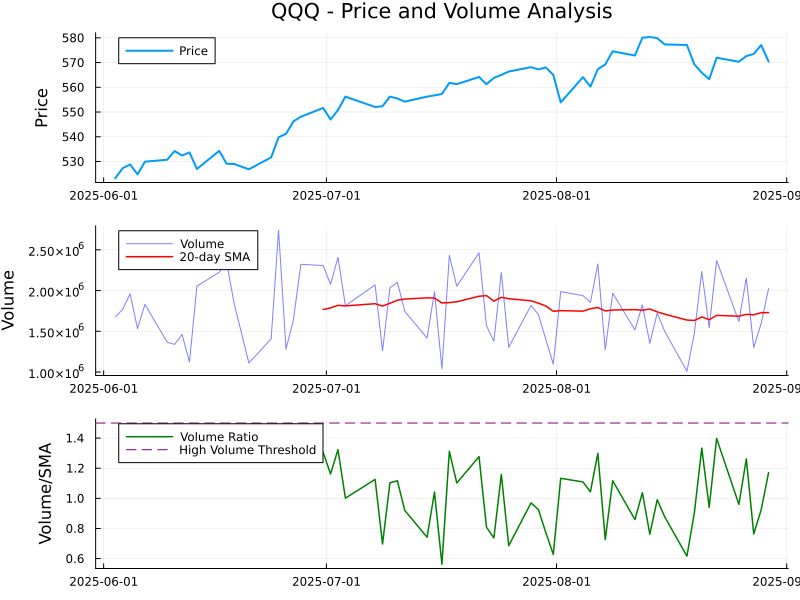 QQQ - Price and Volume Analysis
Price
580
570
560
550
540
530
Price
2025-06-01 2025-07-01 2025-08-01 2025-09
Volume
20-day SMA
2.50×10⁶
2.00×10⁶
1.50×10⁶
1.00×10⁶
Volume
2025-06-01 2025-07-01 2025-08-01 2025-09
Volume Ratio
High Volume Threshold
1.4
1.2
1.0
0.8
0.6
Volume/SMA
2025-06-01 2025-07-01 2025-08-01 2025-09